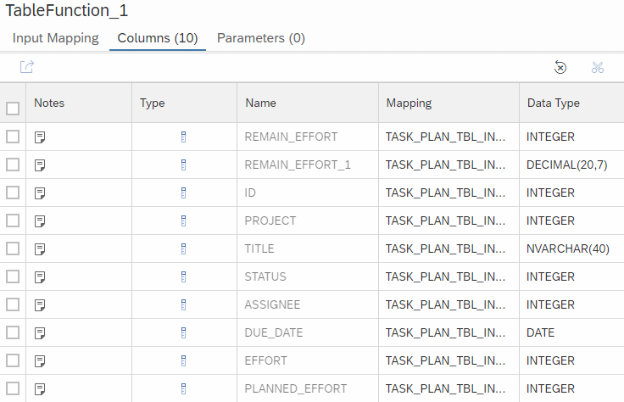 TableFunction_1
Input Mapping Columns (10) Parameters (0)
Notes Type Name Mapping Data Type
REMAIN_EFFORT TASK_PLAN_TBL_IN... INTEGER
REMAIN_EFFORT_1 TASK_PLAN_TBL_IN... DECIMAL(20,7)
ID TASK_PLAN_TBL_IN... INTEGER
PROJECT TASK_PLAN_TBL_IN... INTEGER
TITLE TASK_PLAN_TBL_IN... NVARCHAR(40)
STATUS TASK_PLAN_TBL_IN... INTEGER
ASSIGNEE TASK_PLAN_TBL_IN... INTEGER
DUE_DATE TASK_PLAN_TBL_IN... DATE
EFFORT TASK_PLAN_TBL_IN... INTEGER
PLANNED_EFFORT TASK_PLAN_TBL_IN... INTEGER